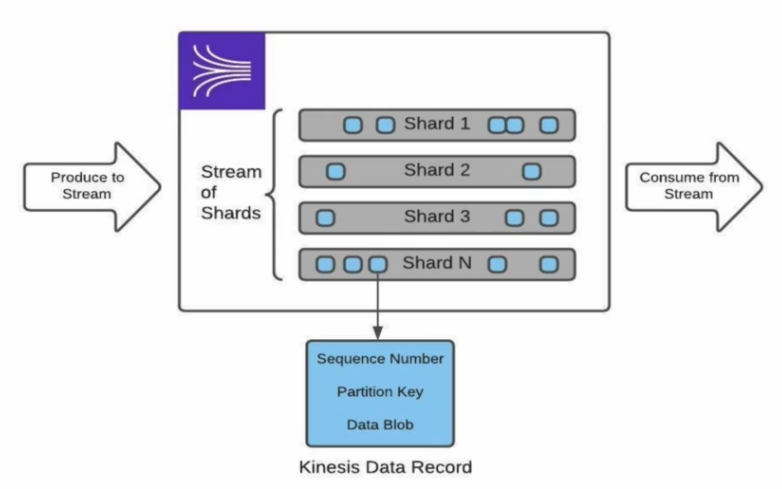 Produce to
Stream
Stream
of
Shards
Shard 1
Shard 2
Shard 3
Shard N
Consume from
Stream
Sequence Number
Partition Key
Data Blob
Kinesis Data Record